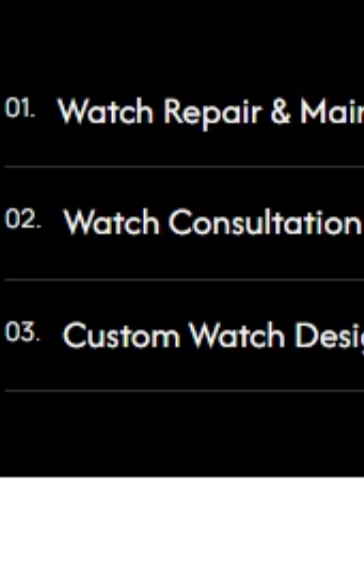 01. Watch Repair & Mai
02. Watch Consultation
03. Custom Watch Desi